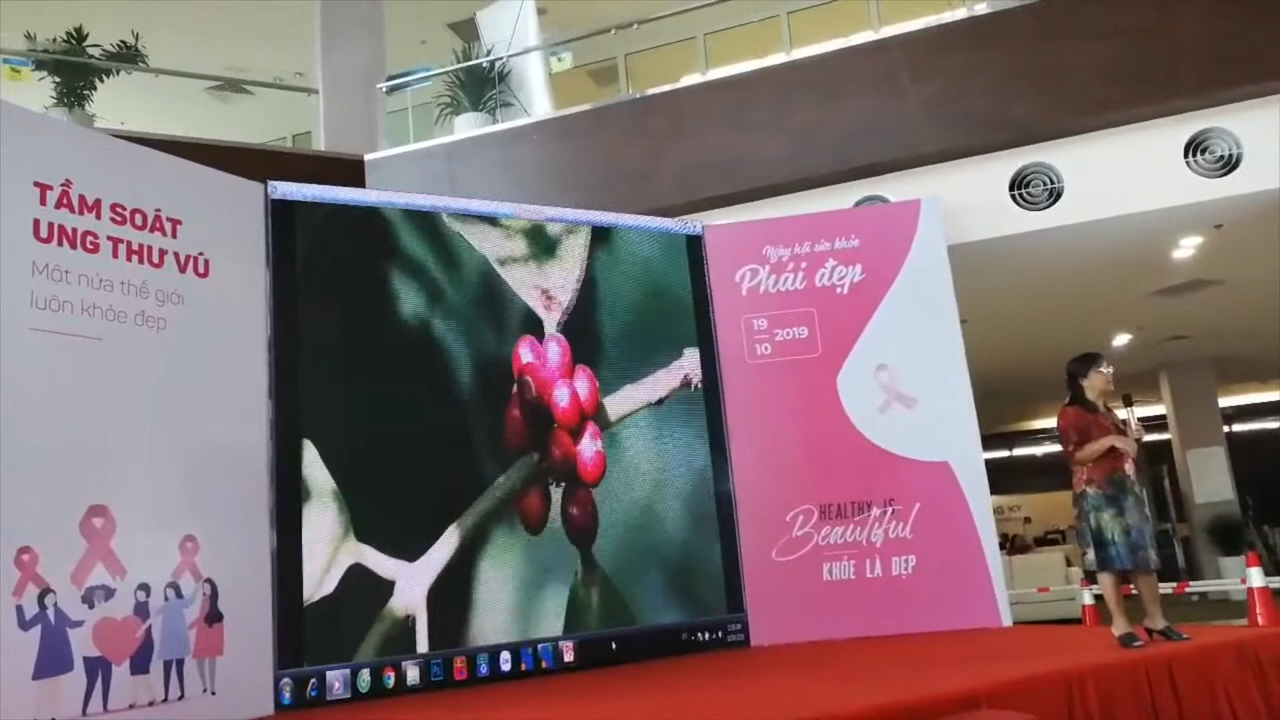 TẦM SOÁT
UNG THƯ VÚ
Một nửa thế giới
luôn khỏe đẹp
Ngày hội sức khỏe
Phái đẹp
19
10
2019
HEALTHY IS
Beautiful
KHỎE LÀ ĐẸP